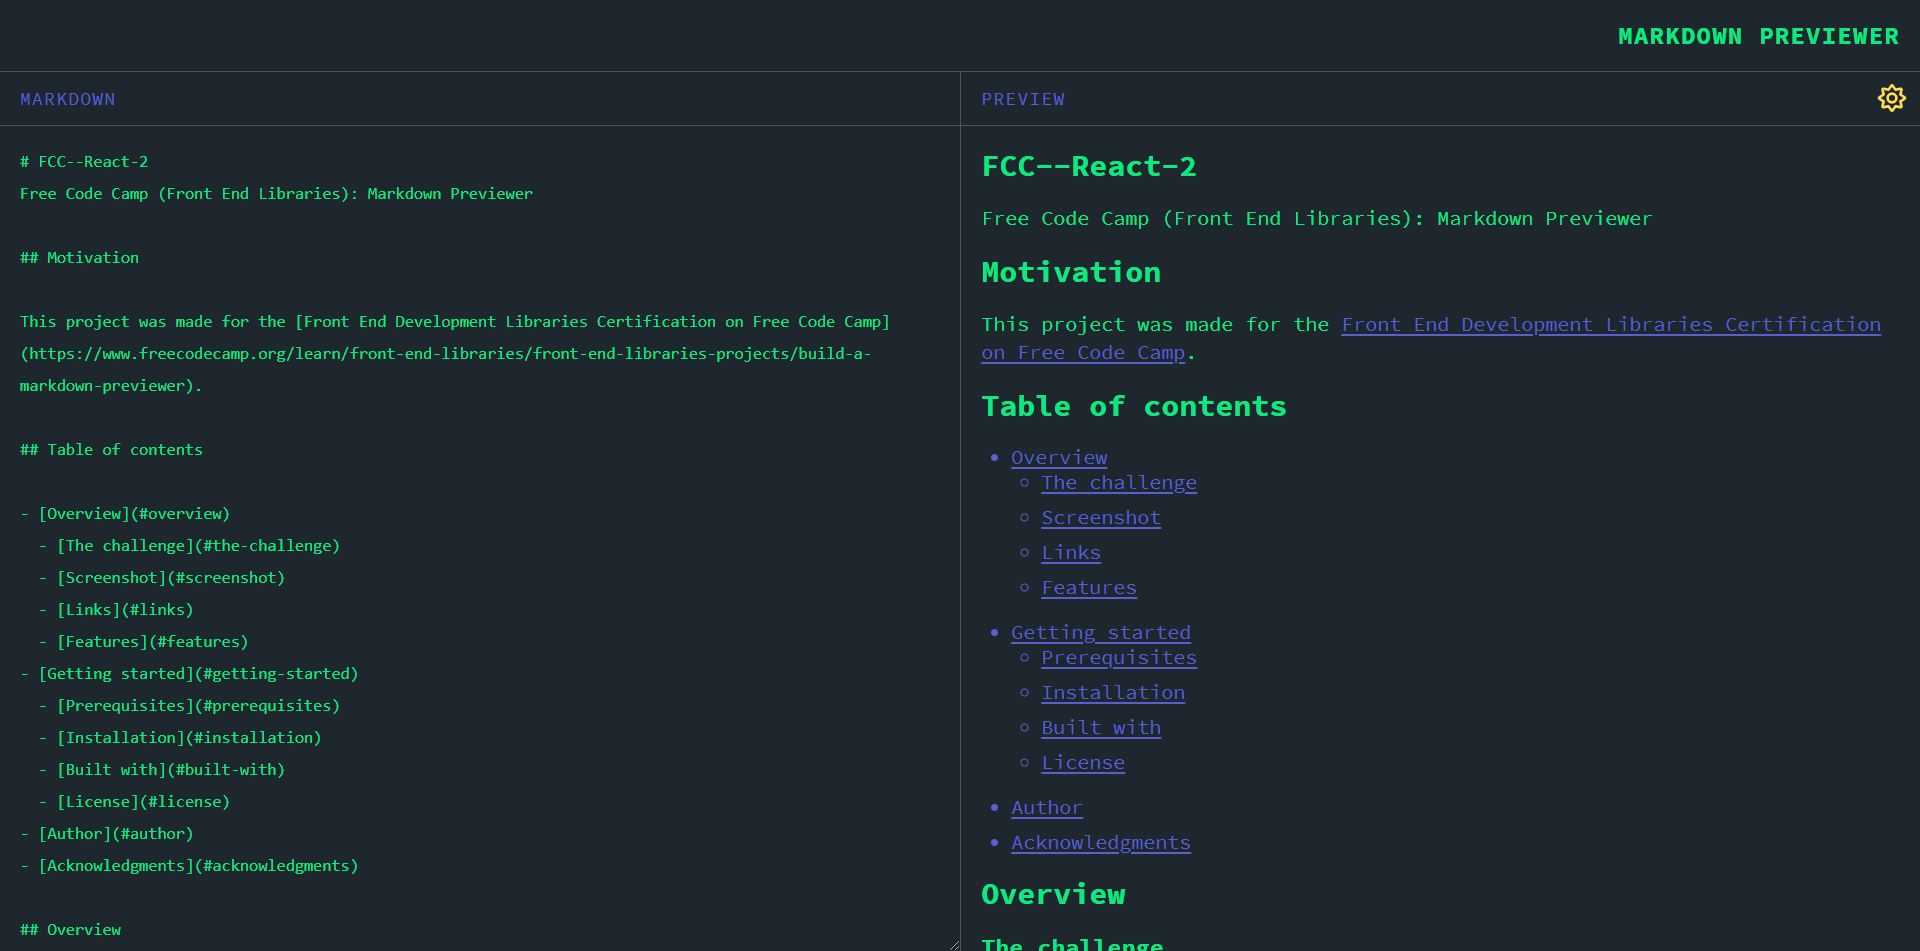 MARKDOWN PREVIEWER
MARKDOWN
# FCC--React-2
Free Code Camp (Front End Libraries): Markdown Previewer
## Motivation
This project was made for the [Front End Development Libraries Certification on Free Code Camp]
(https://www.freecodecamp.org/learn/front-end-libraries/front-end-libraries-projects/build-a-
markdown-previewer).
## Table of contents
- [Overview](#overview)
  - [The challenge](#the-challenge)
  - [Screenshot](#screenshot)
  - [Links](#links)
  - [Features](#features)
- [Getting started](#getting-started)
  - [Prerequisites](#prerequisites)
  - [Installation](#installation)
  - [Built with](#built-with)
  - [License](#license)
- [Author](#author)
- [Acknowledgments](#acknowledgments)
## Overview
PREVIEW
FCC--React-2
Free Code Camp (Front End Libraries): Markdown Previewer
Motivation
This project was made for the Front End Development Libraries Certification
on Free Code Camp.
Table of contents
Overview
The challenge
Screenshot
Links
Features
Getting started
Prerequisites
Installation
Built with
License
Author
Acknowledgments
Overview
The challenge